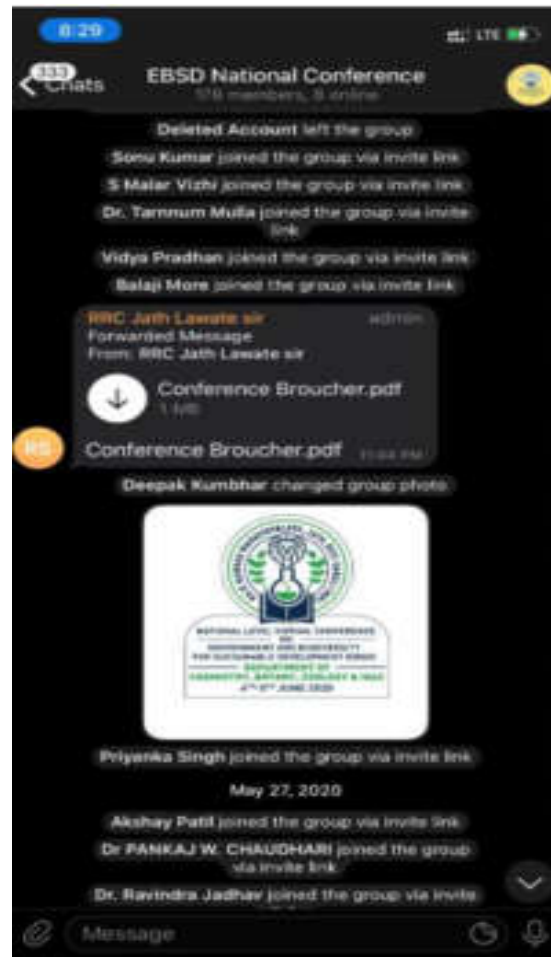 8:29
LTE
333
Chats
EBSD National Conference
178 members, 8 online
Deleted Account left the group
Sonu Kumar joined the group via invite link
S Malar Vizhi joined the group via invite link
Dr. Tarnnum Mulla joined the group via invite
link
Vidya Pradhan joined the group via invite link
Balaji More joined the group via invite link
RRC Jath Lawate sir admin
Forwarded Message
From: RRC Jath Lawate sir
Conference Broucher.pdf
1 MB
RS
Conference Broucher.pdf
Deepak Kumbhar changed group photo
NATIONAL LEVEL VIRTUAL CONFERENCE
ON
ENVIRONMENT AND BIODIVERSITY
FOR SUSTAINABLE DEVELOPMENT
DEPARTMENT OF
CHEMISTRY, BOTANY, ZOOLOGY & IQAC
JUNE, 2020
Priyanka Singh joined the group via invite link
May 27, 2020
Akshay Patil joined the group via invite link
Dr PANKAJ W. CHAUDHARI joined the group
via invite link
Dr. Ravindra Jadhav joined the group via invite
Message